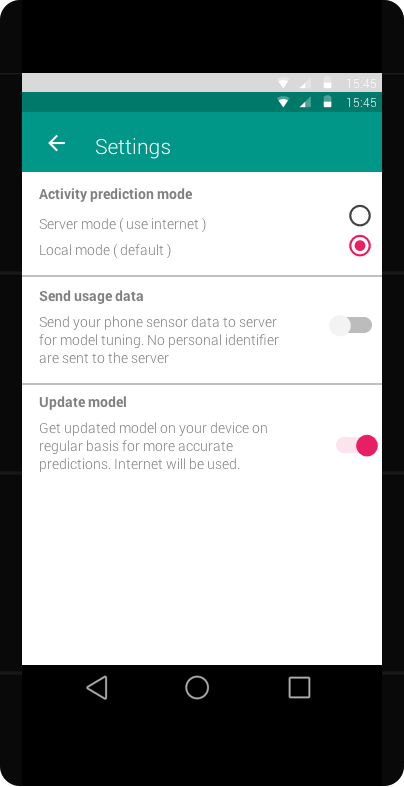 15:45
15:45
Settings
Activity prediction mode
Server mode ( use internet )
Local mode ( default )
Send usage data
Send your phone sensor data to server
for model tuning. No personal identifier
are sent to the server
Update model
Get updated model on your device on
regular basis for more accurate
predictions. Internet will be used.